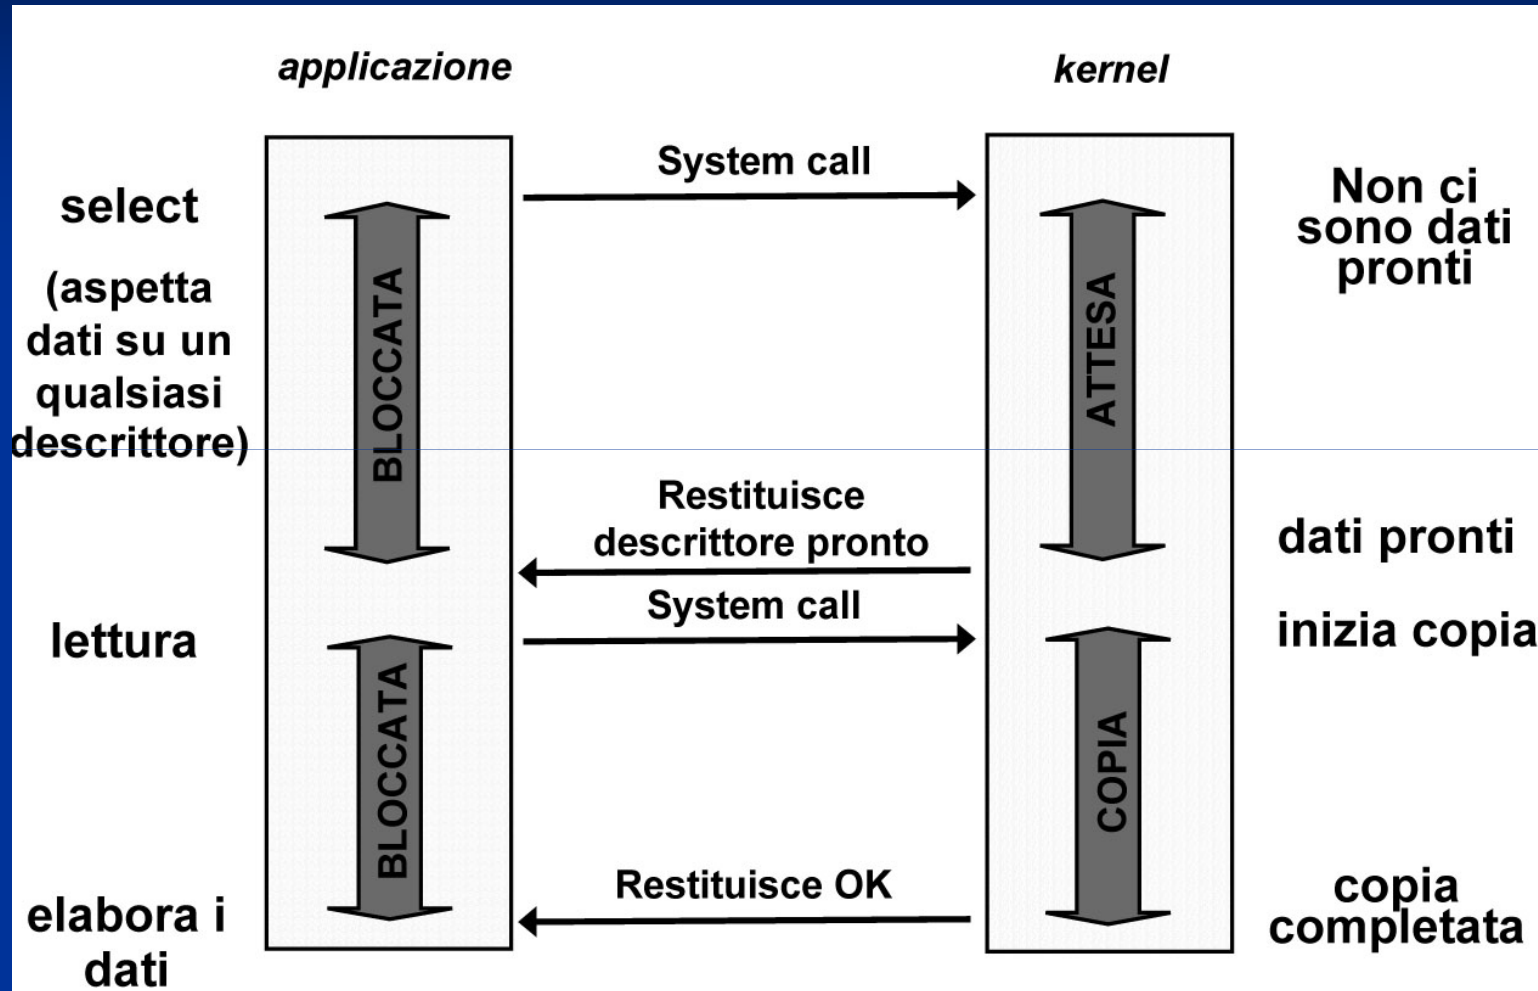 applicazione
kernel
System call
select
(aspetta
dati su un
qualsiasi
descrittore)
BLOCCATA
ATTESA
Non ci
sono dati
pronti
Restituisce
descrittore pronto
dati pronti
System call
lettura
inizia copia
BLOCCATA
COPIA
Restituisce OK
elabora i
dati
copia
completata